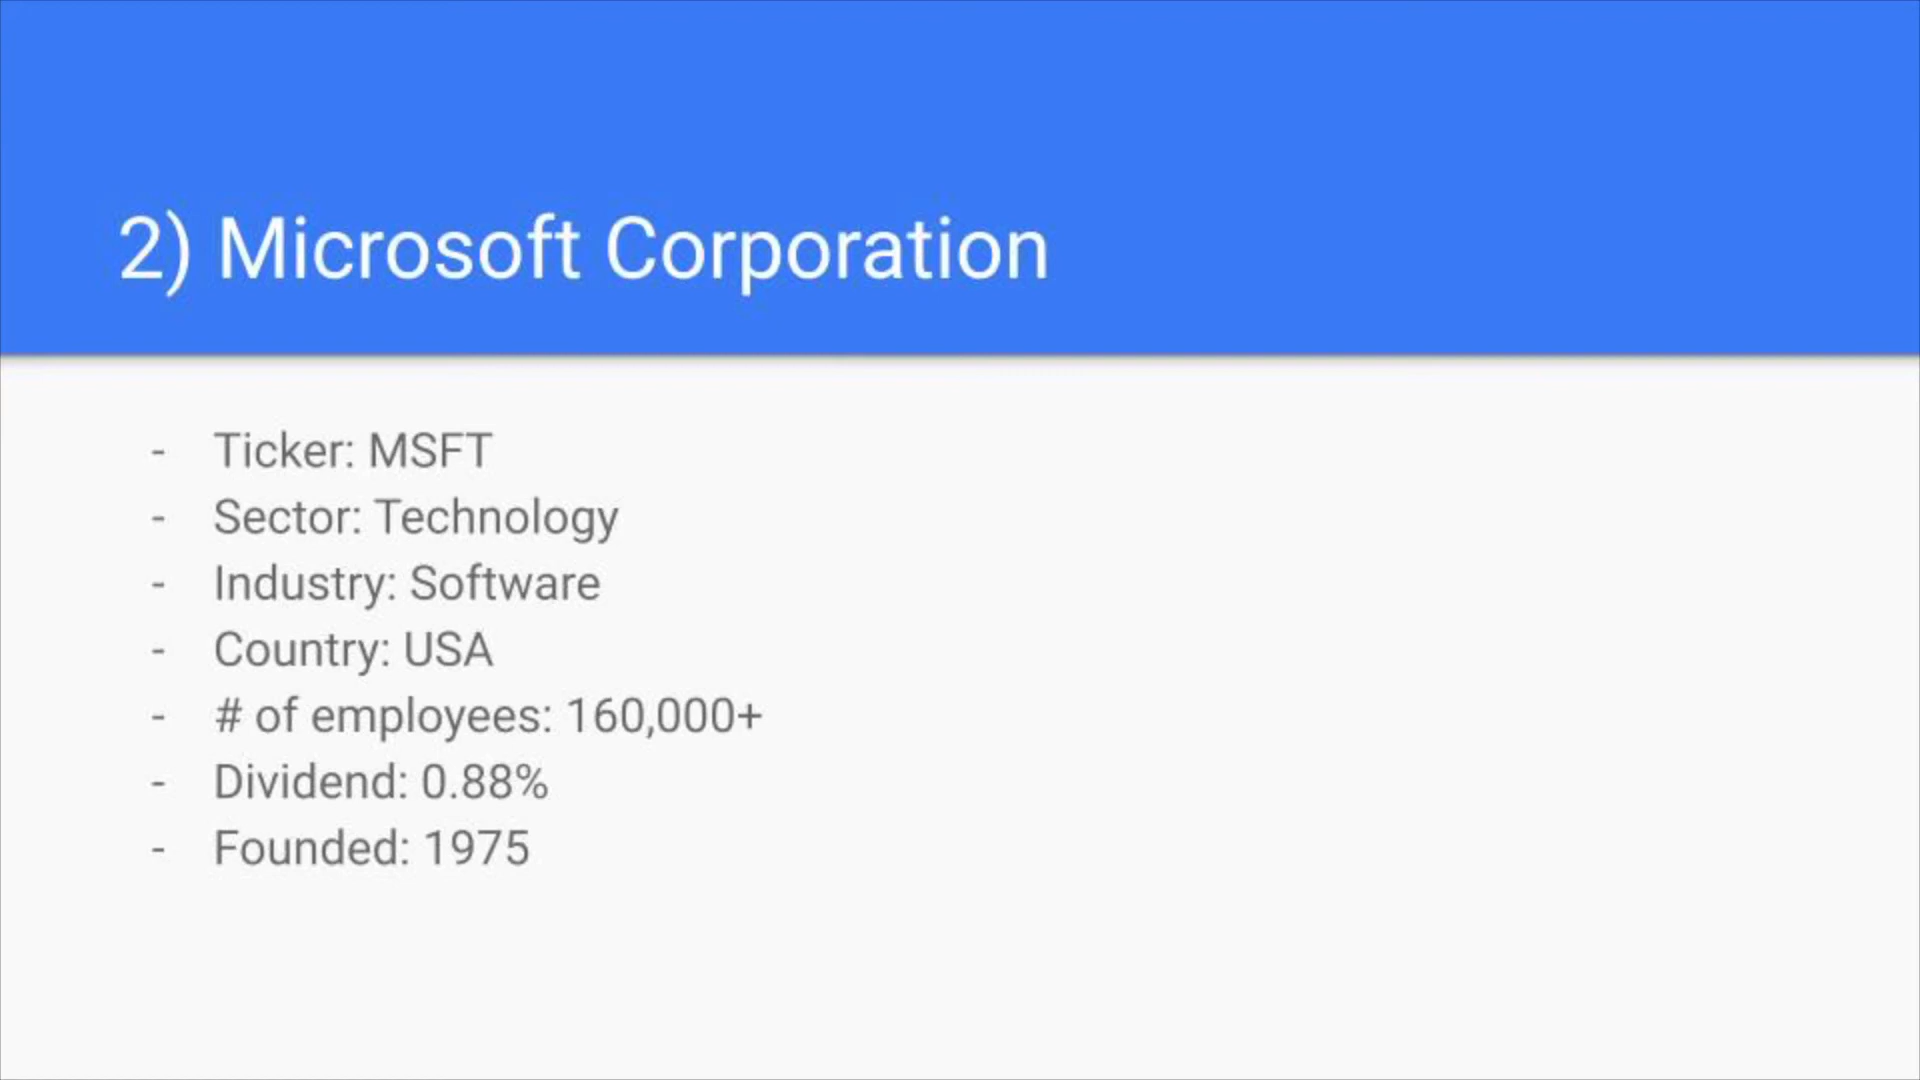 2) Microsoft Corporation
- Ticker: MSFT
- Sector: Technology
- Industry: Software
- Country: USA
- # of employees: 160,000+
- Dividend: 0.88%
- Founded: 1975